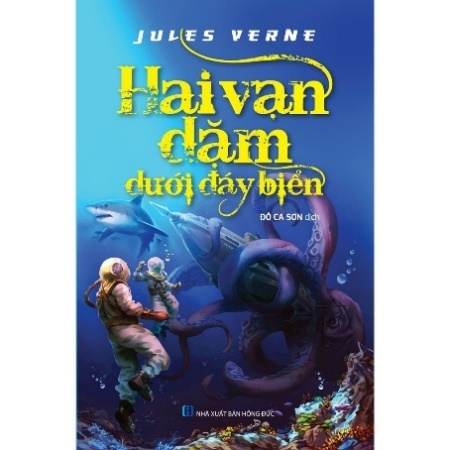 JULES VERNE
Hai vạn
dặm
dưới đáy biển
ĐỖ CA SƠN dịch
NHÀ XUẤT BẢN HỒNG ĐỨC